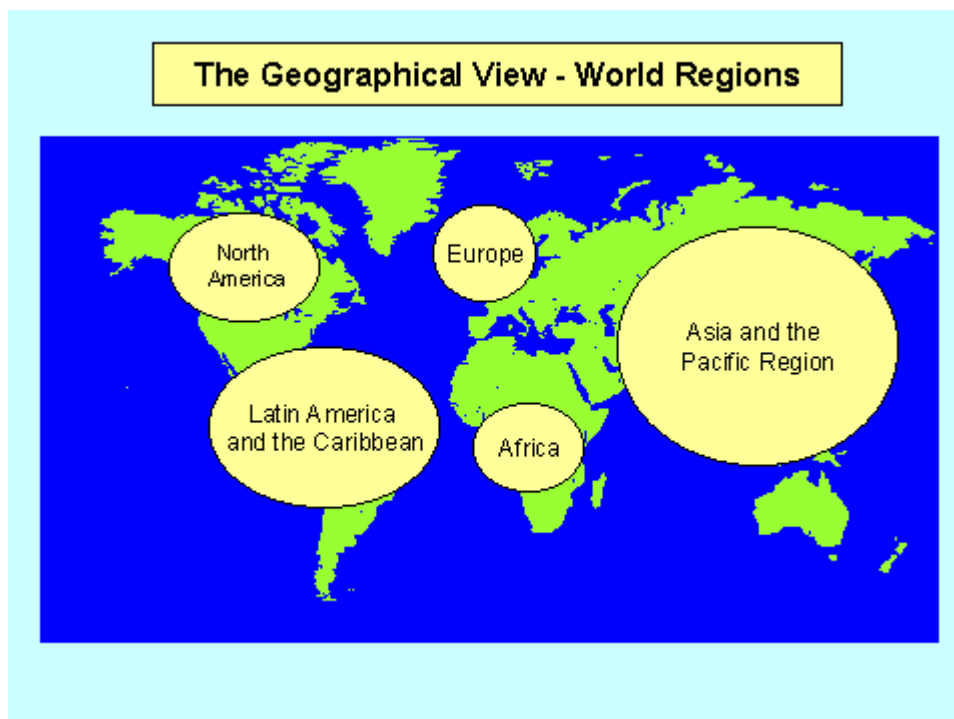 The Geographical View - World Regions
North
America
Europe
Asia and the
Pacific Region
Latin America
and the Caribbean
Africa